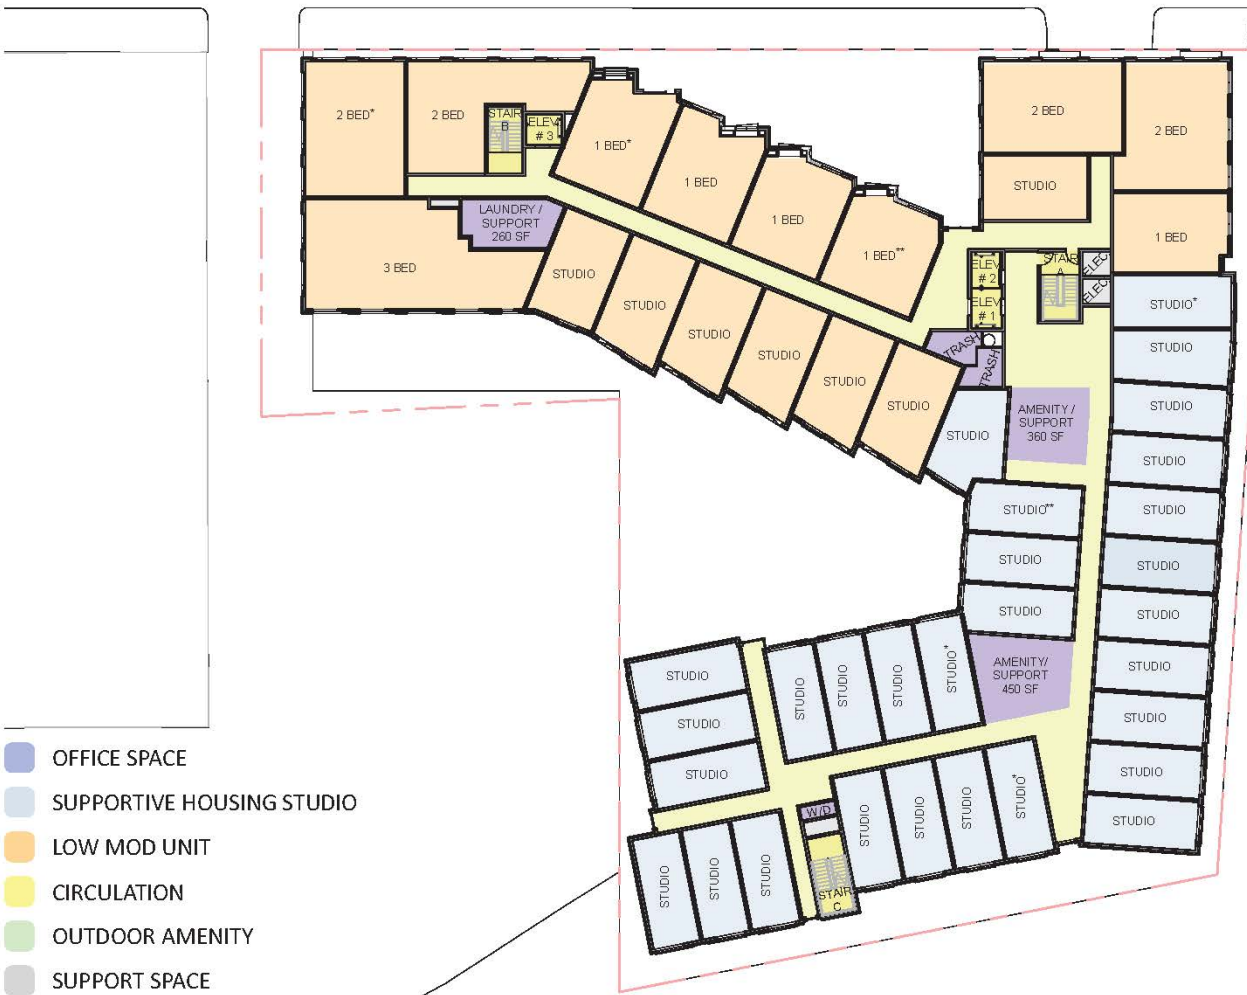 2 BED*
2 BED
STAIR
B
ELEV
# 3
1 BED*
1 BED
1 BED
1 BED**
2 BED
2 BED
STUDIO
1 BED
LAUNDRY /
SUPPORT
260 SF
3 BED
STUDIO
STUDIO
STUDIO
STUDIO
STUDIO
STUDIO
ELEV
# 2
ELEV
# 1
STAIR
A
ELEC
ELEC
TRASH
TRASH
STUDIO
AMENITY /
SUPPORT
360 SF
STUDIO*
STUDIO
STUDIO
STUDIO
STUDIO
STUDIO
STUDIO
STUDIO
STUDIO
STUDIO
STUDIO
STUDIO**
STUDIO
STUDIO
AMENITY/
SUPPORT
450 SF
STUDIO
STUDIO
STUDIO
STUDIO
STUDIO
STUDIO
STUDIO*
W/D
STUDIO
STUDIO
STUDIO
STUDIO*
STUDIO
STUDIO
STUDIO
STAIR
C
OFFICE SPACE
SUPPORTIVE HOUSING STUDIO
LOW MOD UNIT
CIRCULATION
OUTDOOR AMENITY
SUPPORT SPACE